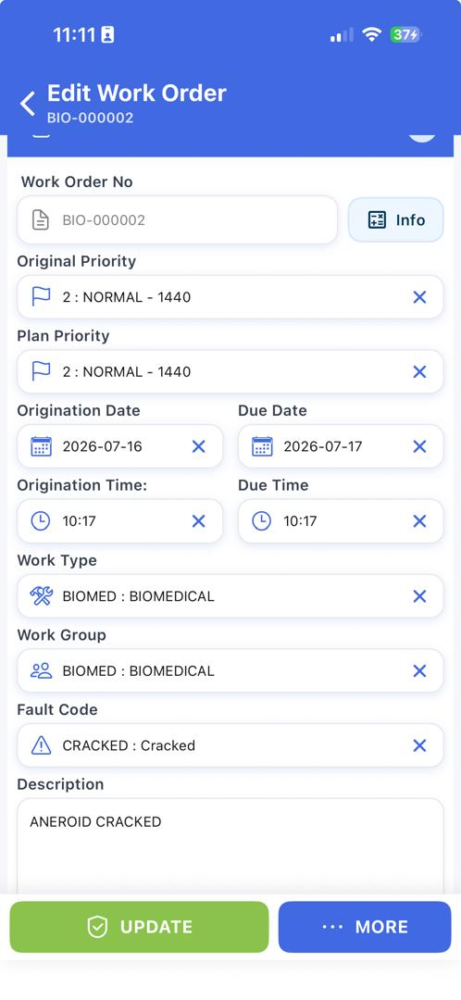 11:11
37
Edit Work Order
BIO-000002
Work Order No
BIO-000002
Info
Original Priority
2 : NORMAL - 1440
Plan Priority
2 : NORMAL - 1440
Origination Date
Due Date
2026-07-16
2026-07-17
Origination Time:
Due Time
10:17
10:17
Work Type
BIOMED : BIOMEDICAL
Work Group
BIOMED : BIOMEDICAL
Fault Code
CRACKED : Cracked
Description
ANEROID CRACKED
UPDATE
··· MORE